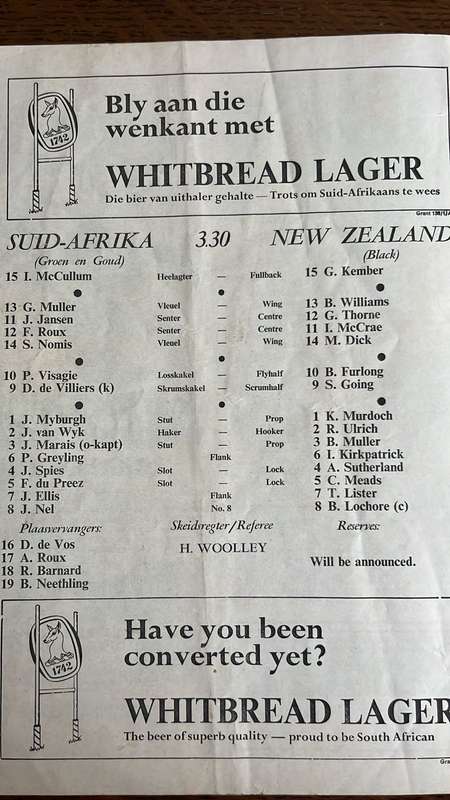 1742
Bly aan die
wenkant met
WHITBREAD LAGER
Die bier van uithaler gehalte — Trots om Suid-Afrikaans te wees
SUID-AFRIKA 3.30 NEW ZEALAND
(Groen en Goud) (Black)
15 I. McCullum Heelagter — Fullback 15 G. Kember
13 G. Muller Vleuel — Wing 13 B. Williams
11 J. Jansen Senter — Centre 12 G. Thorne
12 F. Roux Senter — Centre 11 I. McCrae
14 S. Nomis Vleuel — Wing 14 M. Dick
10 P. Visagie Losskakel — Flyhalf 10 B. Furlong
9 D. de Villiers (k) Skrumskakel — Scrumhalf 9 S. Going
1 J. Myburgh Stut — Prop 1 K. Murdoch
2 J. van Wyk Haker — Hooker 2 R. Ulrich
3 J. Marais (o-kapt) Stut — Prop 3 B. Muller
6 P. Greyling Flank 6 I. Kirkpatrick
4 J. Spies Slot — Lock 4 A. Sutherland
5 F. du Preez Slot — Lock 5 C. Meads
7 J. Ellis Flank 7 T. Lister
8 J. Nel No. 8 8 B. Lochore (c)
Plaasvervangers: Skeidsregter/Referee Reserves:
16 D. de Vos
17 A. Roux
18 R. Barnard
19 B. Neethling
H. WOOLLEY
Will be announced.
1742
Have you been
converted yet?
WHITBREAD LAGER
The beer of superb quality — proud to be South African